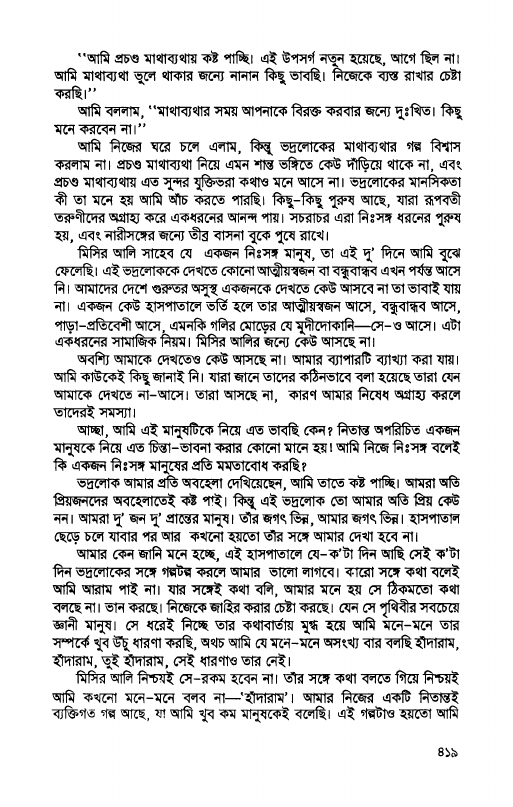 ‘‘আমি প্রচণ্ড মাথাব্যথায় কষ্ট পাচ্ছি। এই উপসর্গ নতুন হয়েছে, আগে ছিল না।
আমি মাথাব্যথা ভুলে থাকার জন্যে নানান কিছু ভাবছি। নিজেকে ব্যস্ত রাখার চেষ্টা
করছি।’’
আমি বললাম, ‘‘মাথাব্যথার সময় আপনাকে বিরক্ত করবার জন্যে দুঃখিত। কিছু
মনে করবেন না।’’
আমি নিজের ঘরে চলে এলাম, কিন্তু ভদ্রলোকের মাথাব্যথার গল্প বিশ্বাস
করলাম না। প্রচণ্ড মাথাব্যথা নিয়ে এমন শান্ত ভঙ্গিতে কেউ দাঁড়িয়ে থাকে না, এবং
প্রচণ্ড মাথাব্যথায় এত সুন্দর যুক্তিভরা কথাও মনে আসে না। ভদ্রলোকের মানসিকতা
কী তা মনে হয় আমি আঁচ করতে পারছি। কিছু-কিছু পুরুষ আছে, যারা রূপবতী
তরুণীদের অগ্রাহ্য করে একধরনের আনন্দ পায়। সচরাচর এরা নিঃসঙ্গ ধরনের পুরুষ
হয়, এবং নারীসঙ্গের জন্যে তীব্র বাসনা বুকে পুষে রাখে।
মিসির আলি সাহেব যে একজন নিঃসঙ্গ মানুষ, তা এই দু’ দিনে আমি বুঝে
ফেলেছি। এই ভদ্রলোককে দেখতে কোনো আত্মীয়স্বজন বা বন্ধুবান্ধব এখন পর্যন্ত আসে
নি। আমাদের দেশে গুরুতর অসুস্থ একজনকে দেখতে কেউ আসবে না তা ভাবাই যায়
না। একজন কেউ হাসপাতালে ভর্তি হলে তার আত্মীয়স্বজন আসে, বন্ধুবান্ধব আসে,
পাড়া-প্রতিবেশী আসে, এমনকি গলির মোড়ের যে মুদীদোকানি—সে-ও আসে। এটা
একধরনের সামাজিক নিয়ম। মিসির আলির জন্যে কেউ আসছে না।
অবশ্যি আমাকে দেখতেও কেউ আসছে না। আমার ব্যাপারটি ব্যাখ্যা করা যায়।
আমি কাউকেই কিছু জানাই নি। যারা জানে তাদের কঠিনভাবে বলা হয়েছে তারা যেন
আমাকে দেখতে না-আসে। তারা আসছে না, কারণ আমার নিষেধ অগ্রাহ্য করলে
তাদেরই সমস্যা।
আচ্ছা, আমি এই মানুষটিকে নিয়ে এত ভাবছি কেন? নিতান্ত অপরিচিত একজন
মানুষকে নিয়ে এত চিন্তা-ভাবনা করার কোনো মানে হয়! আমি নিজে নিঃসঙ্গ বলেই
কি একজন নিঃসঙ্গ মানুষের প্রতি মমতাবোধ করছি?
ভদ্রলোক আমার প্রতি অবহেলা দেখিয়েছেন, আমি তাতে কষ্ট পাচ্ছি। আমরা অতি
প্রিয়জনদের অবহেলাতেই কষ্ট পাই। কিন্তু এই ভদ্রলোক তো আমার অতি প্রিয় কেউ
নন। আমরা দু’ জন দু’ প্রান্তের মানুষ। তাঁর জগৎ ভিন্ন, আমার জগৎ ভিন্ন। হাসপাতাল
ছেড়ে চলে যাবার পর আর কখনো হয়তো তাঁর সঙ্গে আমার দেখা হবে না।
আমার কেন জানি মনে হচ্ছে, এই হাসপাতালে যে-ক’টা দিন আছি সেই ক’টা
দিন ভদ্রলোকের সঙ্গে গল্পটল্প করলে আমার ভালো লাগবে। কারো সঙ্গে কথা বলেই
আমি আরাম পাই না। যার সঙ্গেই কথা বলি, আমার মনে হয় সে ঠিকমতো কথা
বলছে না। ভান করছে। নিজেকে জাহির করার চেষ্টা করছে। যেন সে পৃথিবীর সবচেয়ে
জ্ঞানী মানুষ। সে ধরেই নিচ্ছে তার কথাবার্তায় মুগ্ধ হয়ে আমি মনে-মনে তার
সম্পর্কে খুব উঁচু ধারণা করছি, অথচ আমি যে মনে-মনে অসংখ্য বার বলছি হাঁদারাম,
হাঁদারাম, তুই হাঁদারাম, সেই ধারণাও তার নেই।
মিসির আলি নিশ্চয়ই সে-রকম হবেন না। তাঁর সঙ্গে কথা বলতে গিয়ে নিশ্চয়ই
আমি কখনো মনে-মনে বলব না—‘হাঁদারাম’। আমার নিজের একটি নিতান্তই
ব্যক্তিগত গল্প আছে, যা আমি খুব কম মানুষকেই বলেছি। এই গল্পটাও হয়তো আমি
৪১৯